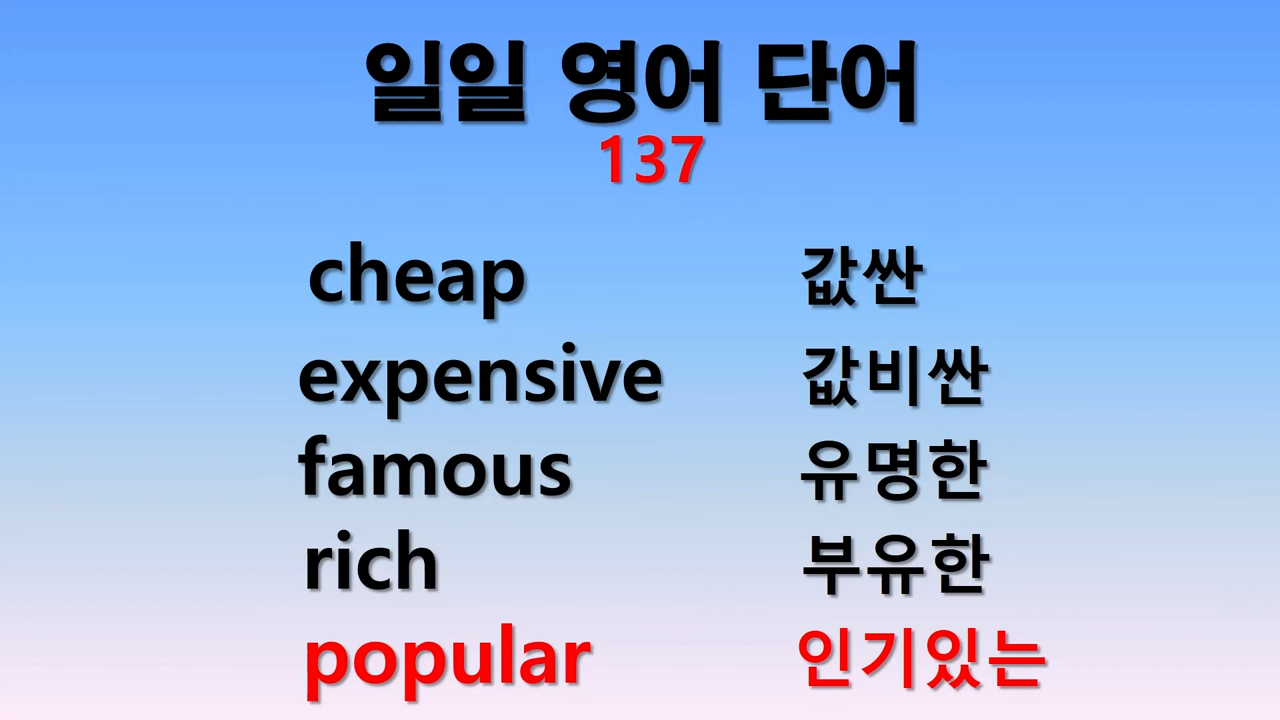 일일 영어 단어
137
cheap 값싼
expensive 값비싼
famous 유명한
rich 부유한
popular 인기있는